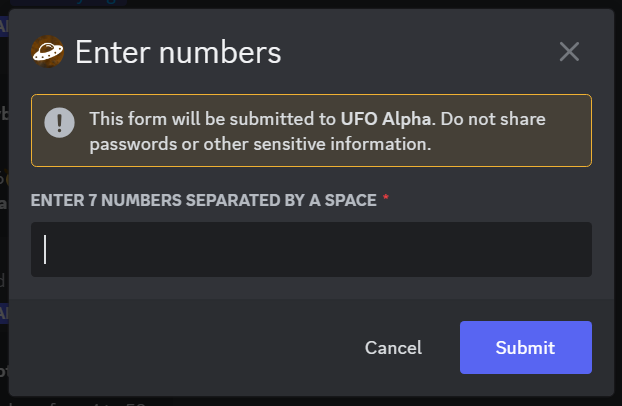 Enter numbers
This form will be submitted to UFO Alpha. Do not share
passwords or other sensitive information.
ENTER 7 NUMBERS SEPARATED BY A SPACE *
Cancel
Submit